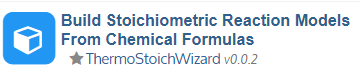 Build Stoichiometric Reaction Models
From Chemical Formulas
ThermoStoichWizard v0.0.2